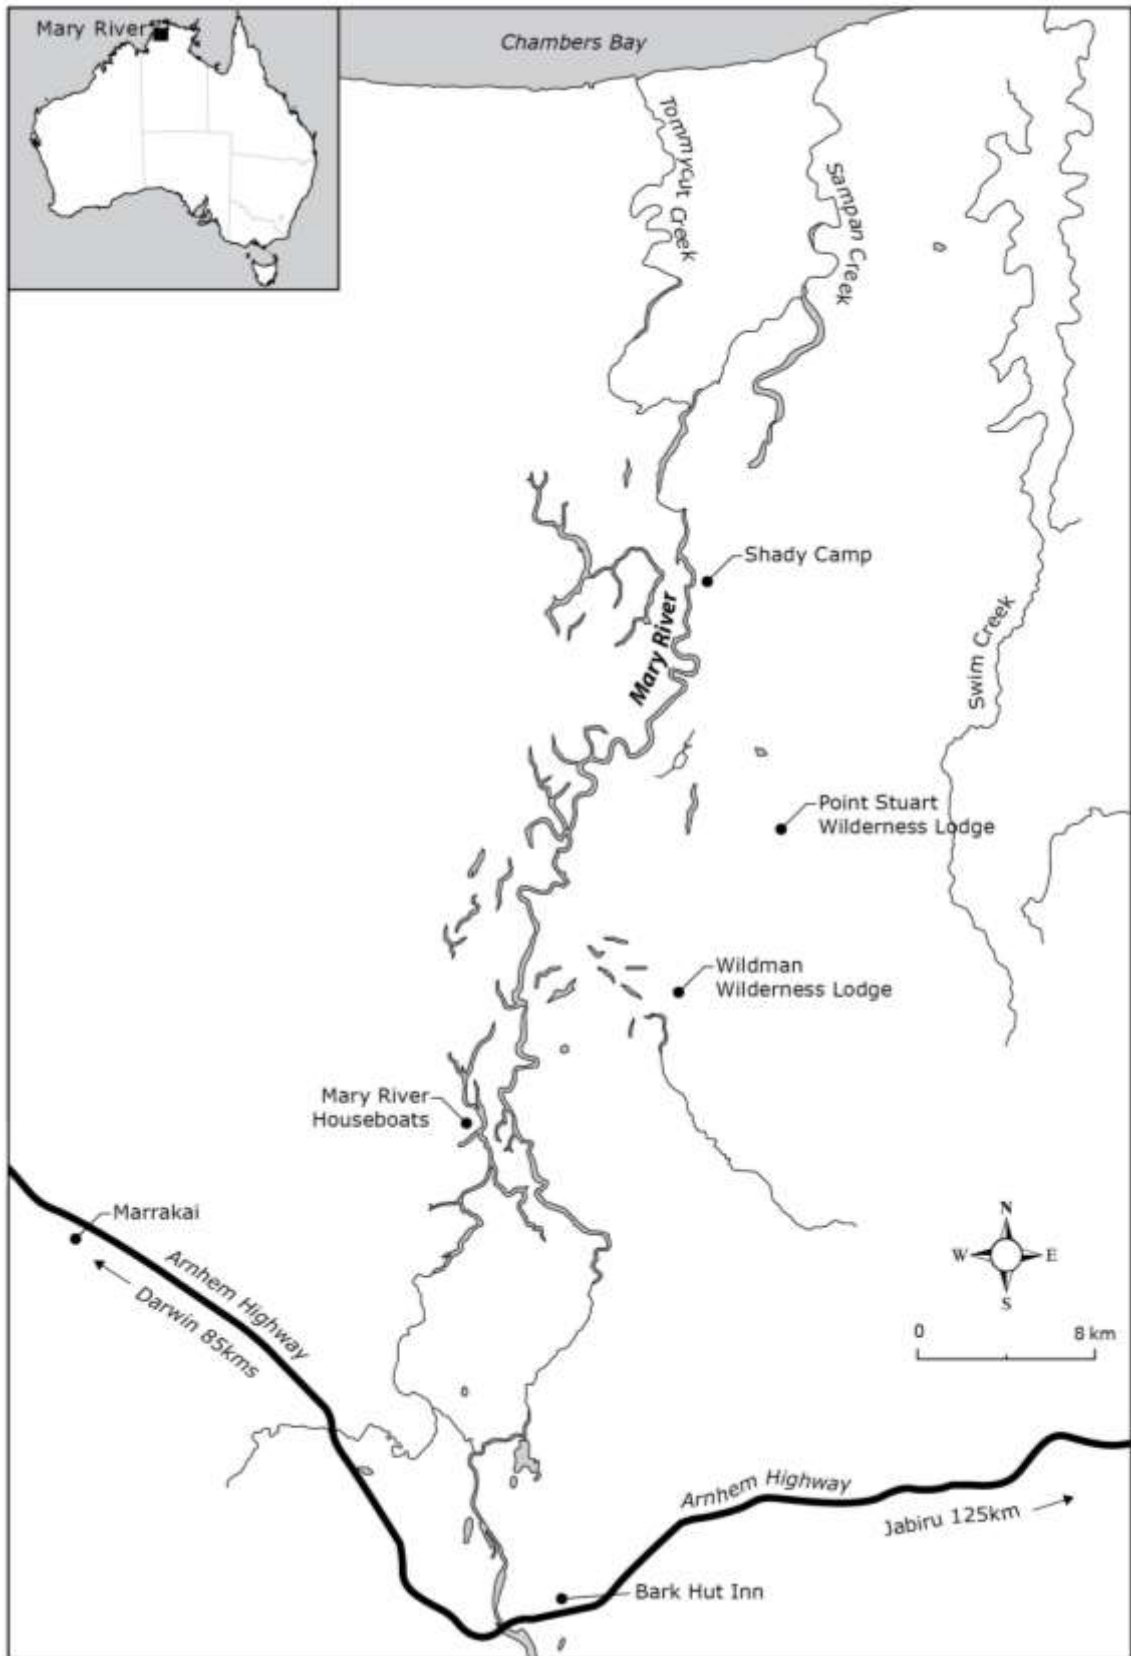 Mary River
Chambers Bay
Tommycut Creek
Sampan Creek
Shady Camp
Mary River
Swim Creek
Point Stuart
Wilderness Lodge
Wildman
Wilderness Lodge
Mary River
Houseboats
Marrakai
Arnhem Highway
Darwin 85kms
N
W
E
S
0
8 km
Arnhem Highway
Jabiru 125km
Bark Hut Inn